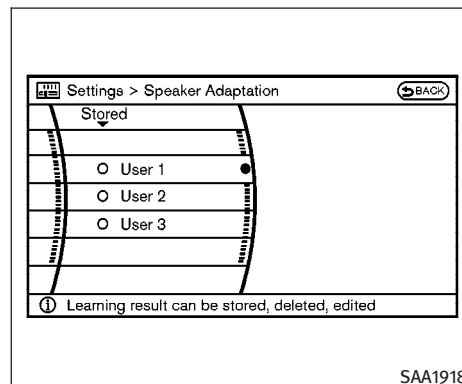 Settings > Speaker Adaptation
BACK
Stored
User 1
User 2
User 3
Learning result can be stored, deleted, edited
SAA1918